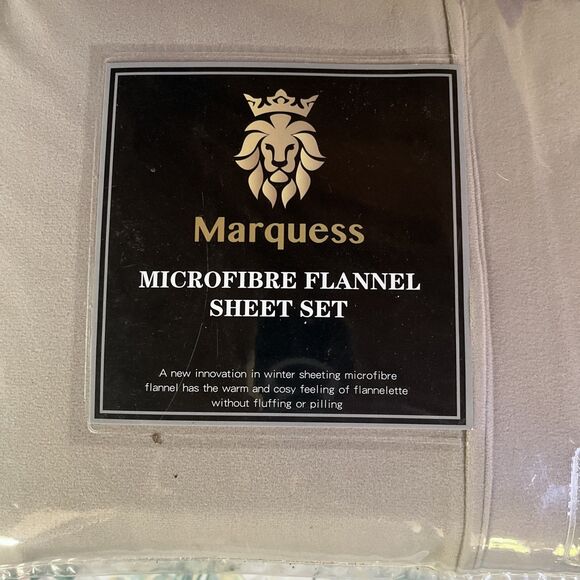 Marquess
MICROFIBRE FLANNEL
SHEET SET
A new innovation in winter sheeting microfibre
flannel has the warm and cosy feeling of flannelette
without fluffing or pilling